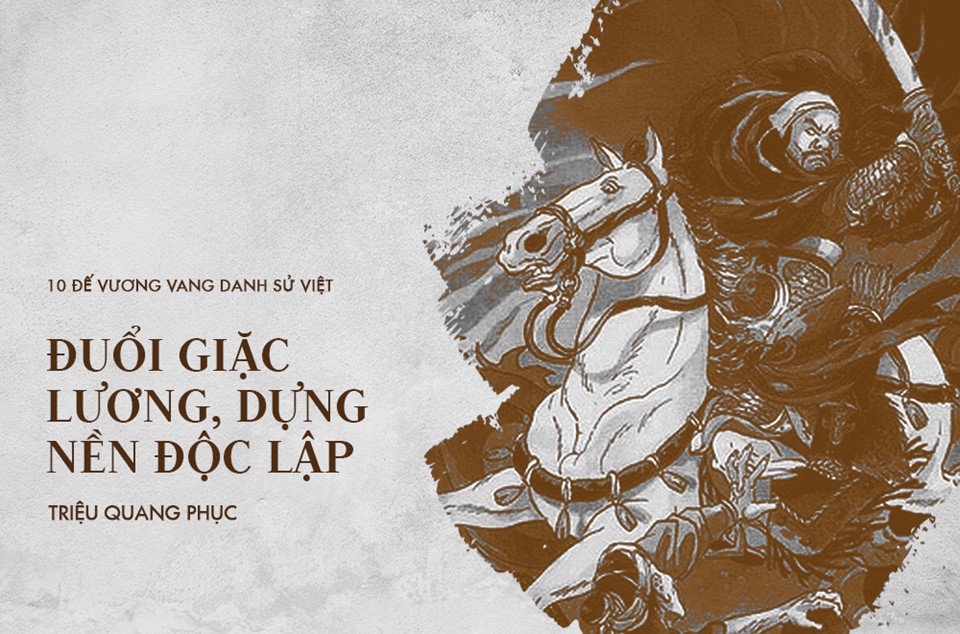 10 ĐẾ VƯƠNG VANG DANH SỬ VIỆT
ĐUỔI GIẶC
LƯƠNG, DỰNG
NỀN ĐỘC LẬP
TRIỆU QUANG PHỤC